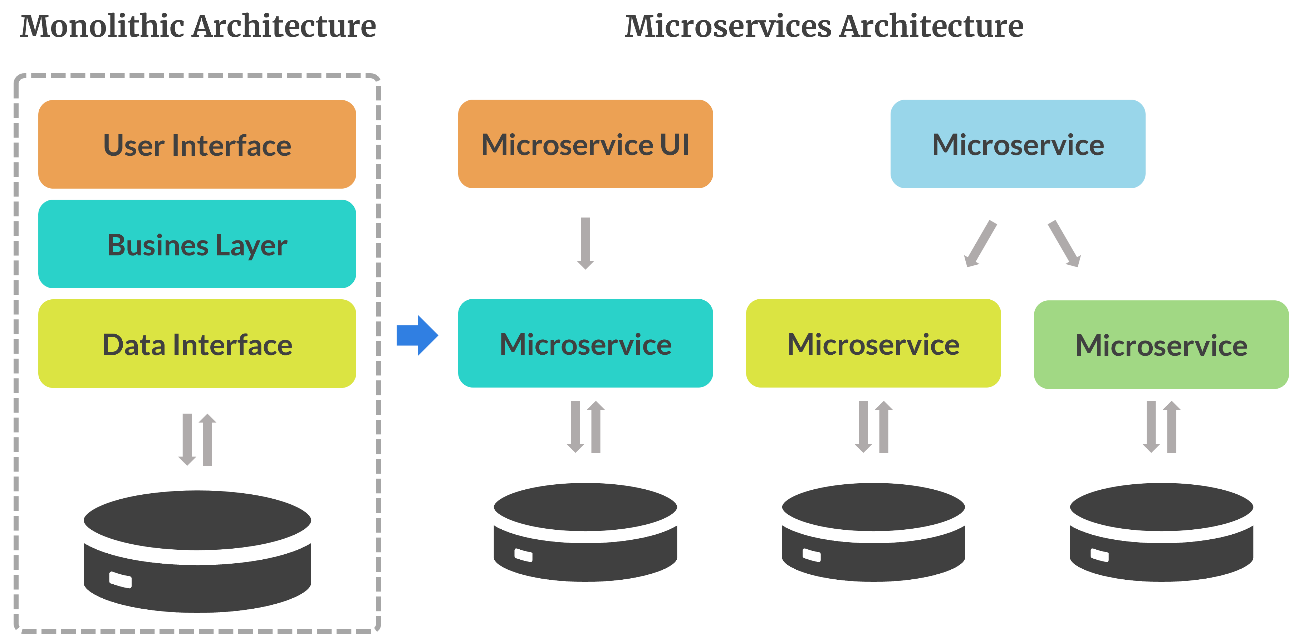 Monolithic Architecture
Microservices Architecture
User Interface
Busines Layer
Data Interface
Microservice UI
Microservice
Microservice
Microservice
Microservice